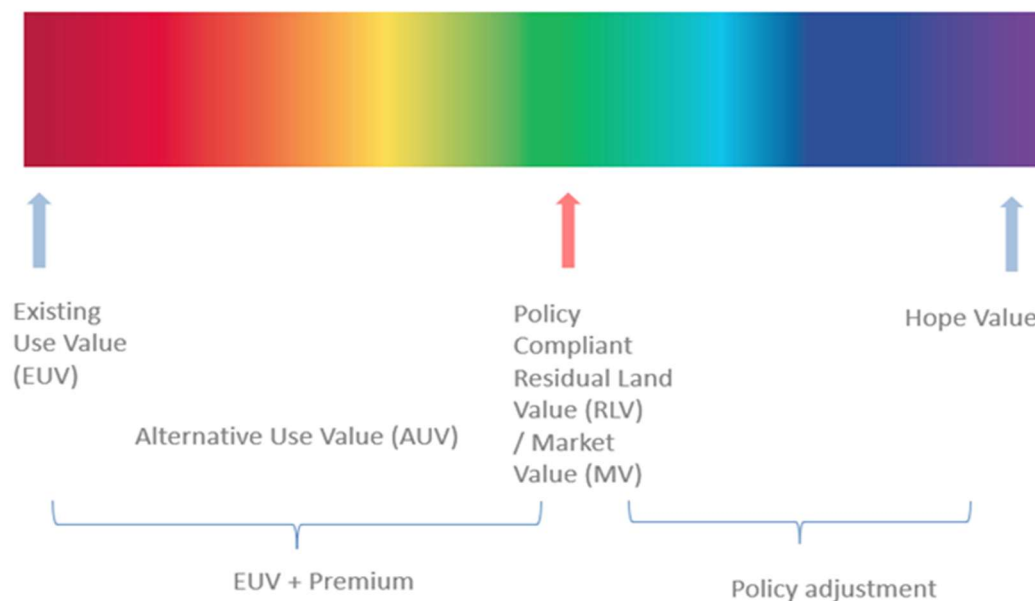 Existing
Use Value
(EUV)
Policy
Compliant
Residual Land
Value (RLV)
/ Market
Value (MV)
Hope Value
Alternative Use Value (AUV)
EUV + Premium
Policy adjustment